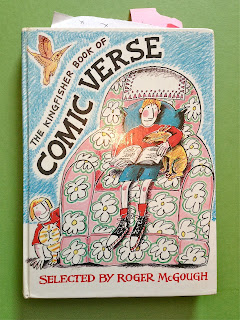 THE KINGFISHER BOOK OF
COMIC VERSE
SELECTED BY ROGER McGOUGH